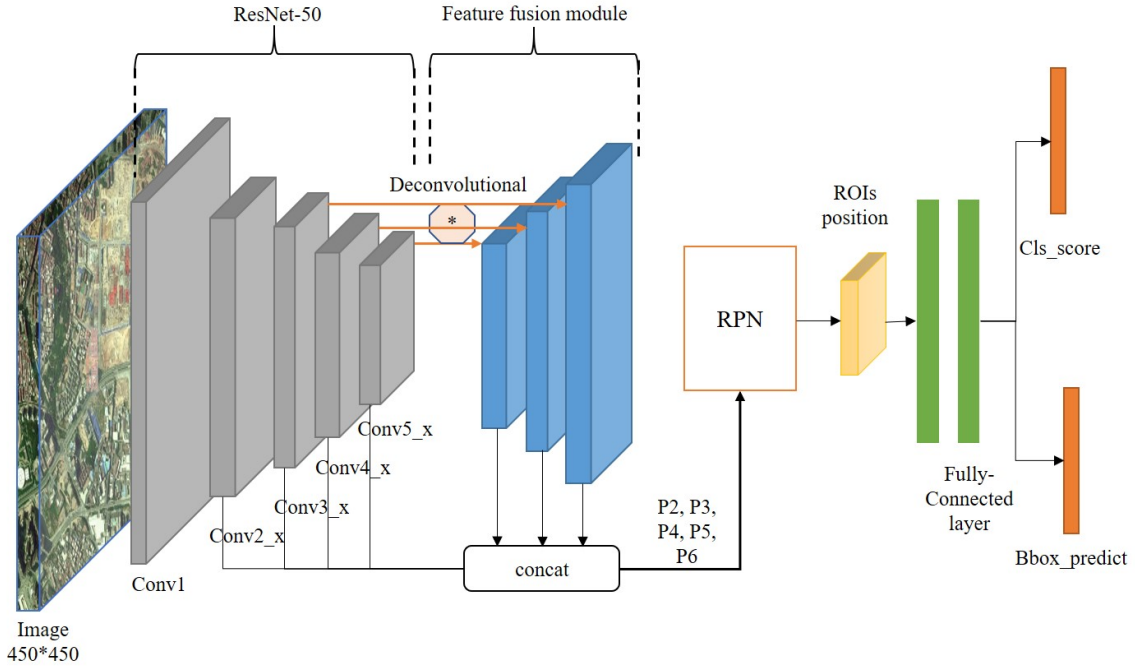 ResNet-50
Feature fusion module
Deconvolutional
*
ROIs
position
Cls_score
RPN
Conv5_x
Conv4_x
Conv3_x
Conv2_x
Conv1
Fully-
Connected
layer
P2, P3,
P4, P5,
P6
concat
Bbox_predict
Image
450*450